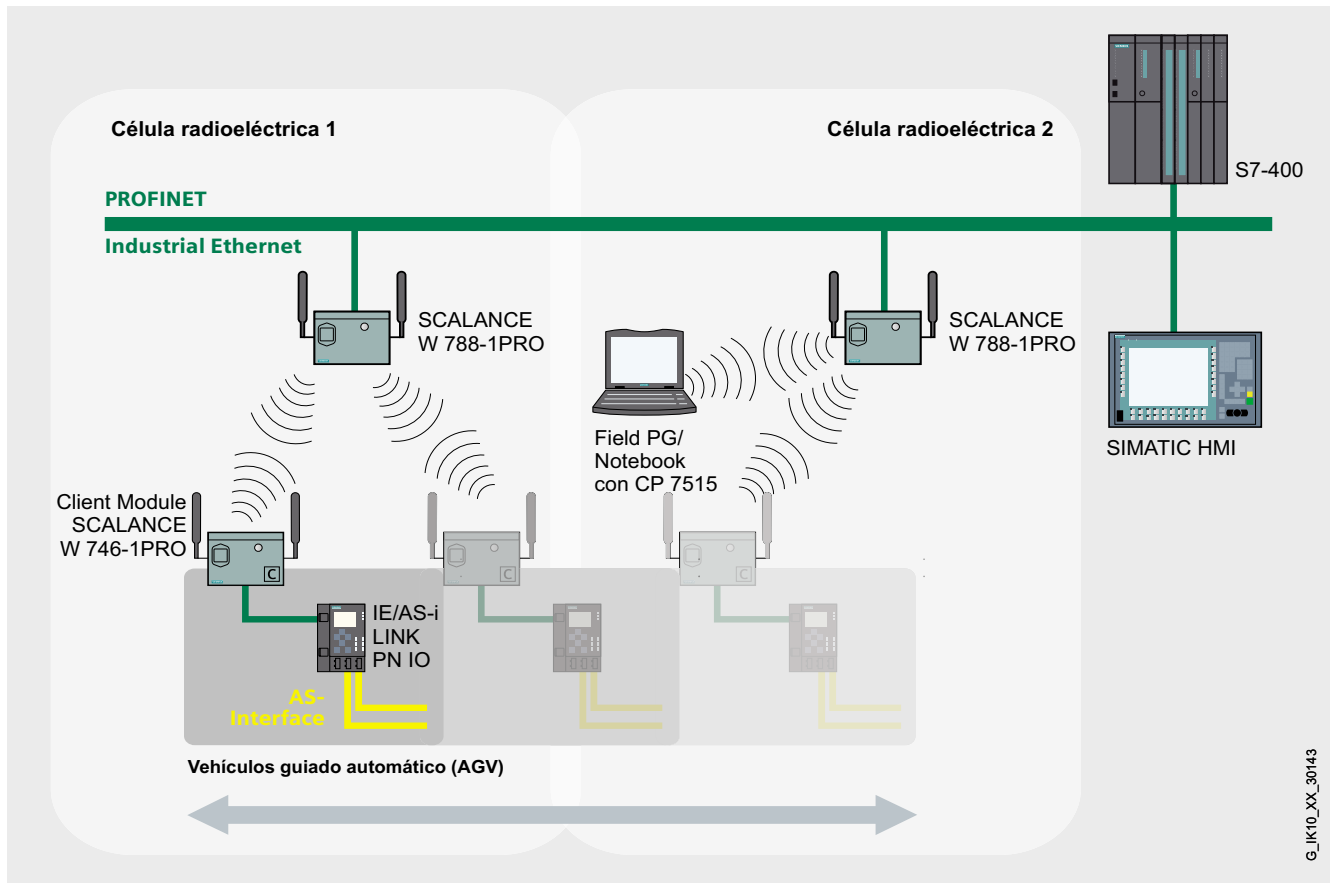 Célula radioeléctrica 1
Célula radioeléctrica 2
S7-400
PROFINET
Industrial Ethernet
SCALANCE
W 788-1PRO
SCALANCE
W 788-1PRO
Field PG/
Notebook
con CP 7515
SIMATIC HMI
Client Module
SCALANCE
W 746-1PRO
C
C
C
IE/AS-i
LINK
PN IO
AS-
Interface
Vehículos guiado automático (AGV)
G_IK10_XX_30143